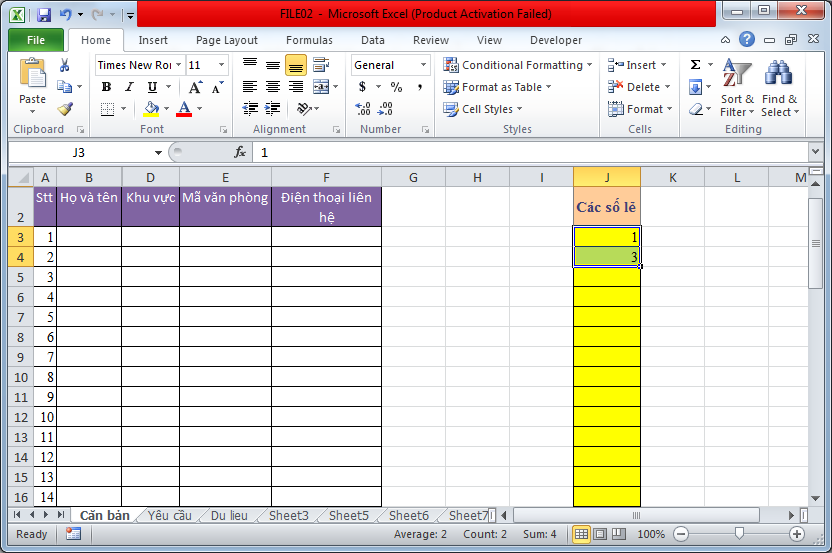 FILE02 - Microsoft Excel (Product Activation Failed)
File Home Insert Page Layout Formulas Data Review View Developer
Times New Ror 11 General Conditional Formatting Insert Σ
Paste B I U A A $ % , Format as Table Delete Sort & Find &
A Cell Styles Format Filter Select
Clipboard Font Alignment Number Styles Cells Editing
J3 fx 1
A B D E F G H I J K L M
2 Stt Họ và tên Khu vực Mã văn phòng Điện thoại liên hệ Các số lẻ
3 1 1
4 2 3
5 3
6 4
7 5
8 6
9 7
10 8
11 9
12 10
13 11
14 12
15 13
16 14
Căn bản Yêu cầu Du lieu Sheet3 Sheet5 Sheet6 Sheet7
Ready Average: 2 Count: 2 Sum: 4 100%